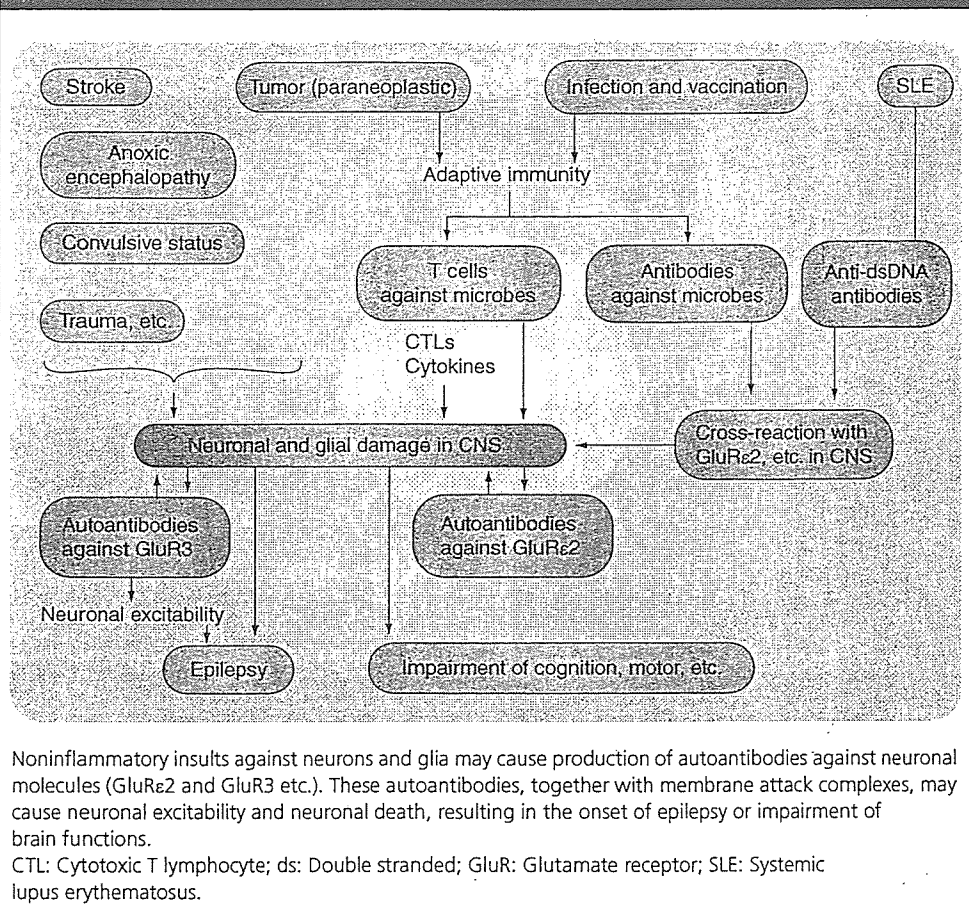 Stroke
Tumor (paraneoplastic)
Infection and vaccination
SLE
Anoxic
encephalopathy
Adaptive immunity
Convulsive status
T cells
against microbes
Antibodies
against microbes
Anti-dsDNA
antibodies
Trauma, etc.
CTLs
Cytokines
Neuronal and glial damage in CNS
Cross-reaction with
GluRε2, etc. in CNS
Autoantibodies
against GluR3
Autoantibodies
against GluRε2
Neuronal excitability
Epilepsy
Impairment of cognition, motor, etc.
Noninflammatory insults against neurons and glia may cause production of autoantibodies against neuronal
molecules (GluRε2 and GluR3 etc.). These autoantibodies, together with membrane attack complexes, may
cause neuronal excitability and neuronal death, resulting in the onset of epilepsy or impairment of
brain functions.
CTL: Cytotoxic T lymphocyte; ds: Double stranded; GluR: Glutamate receptor; SLE: Systemic
lupus erythematosus.